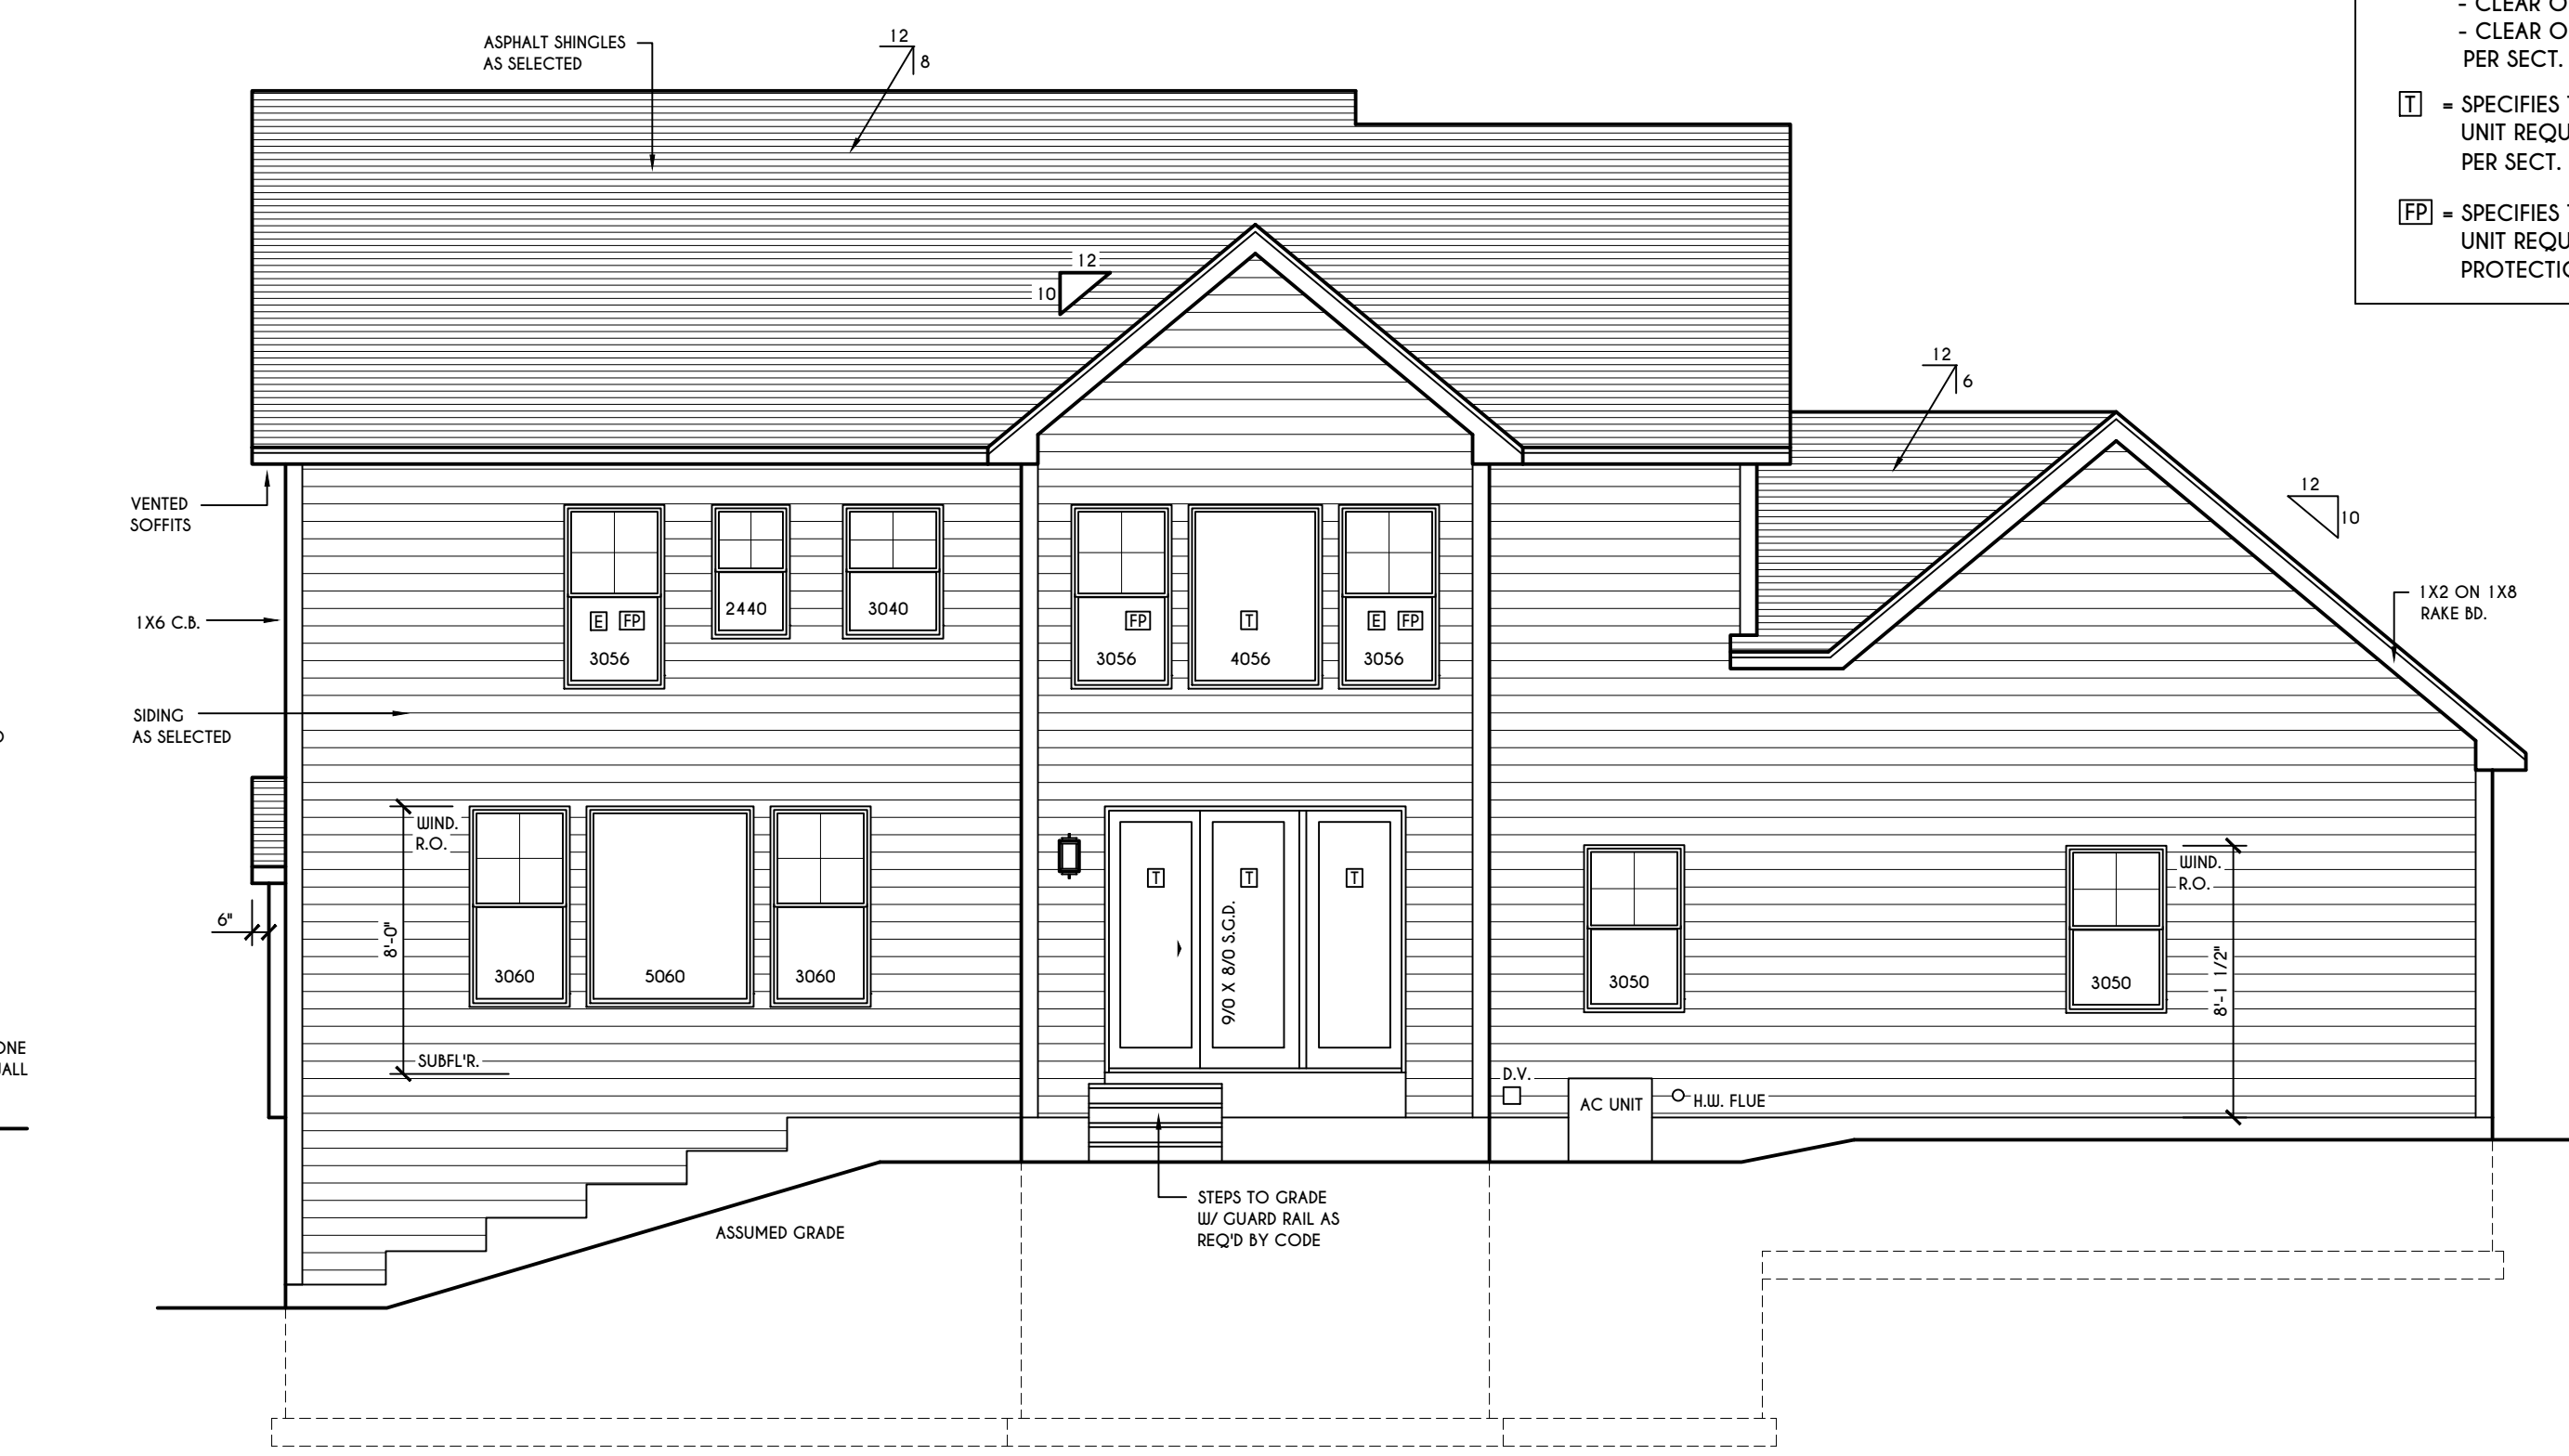 - CLEAR O
- CLEAR O
PER SECT.
T = SPECIFIES
UNIT REQU
PER SECT.
FP = SPECIFIES
UNIT REQU
PROTECTIO
ASPHALT SHINGLES
AS SELECTED
12
8
12
10
12
6
12
10
VENTED
SOFFITS
1X6 C.B.
SIDING
AS SELECTED
1X2 ON 1X8
RAKE BD.
E FP
3056
2440
3040
FP
3056
T
4056
E FP
3056
WIND.
R.O.
8'-0"
3060
5060
3060
SUBFL'R.
6"
T
T
T
9/0 X 8/0 S.G.D.
3050
3050
WIND.
R.O.
8'-1 1/2"
D.V.
AC UNIT
H.W. FLUE
ONE
ASSUMED GRADE
STEPS TO GRADE
W/ GUARD RAIL AS
REQ'D BY CODE